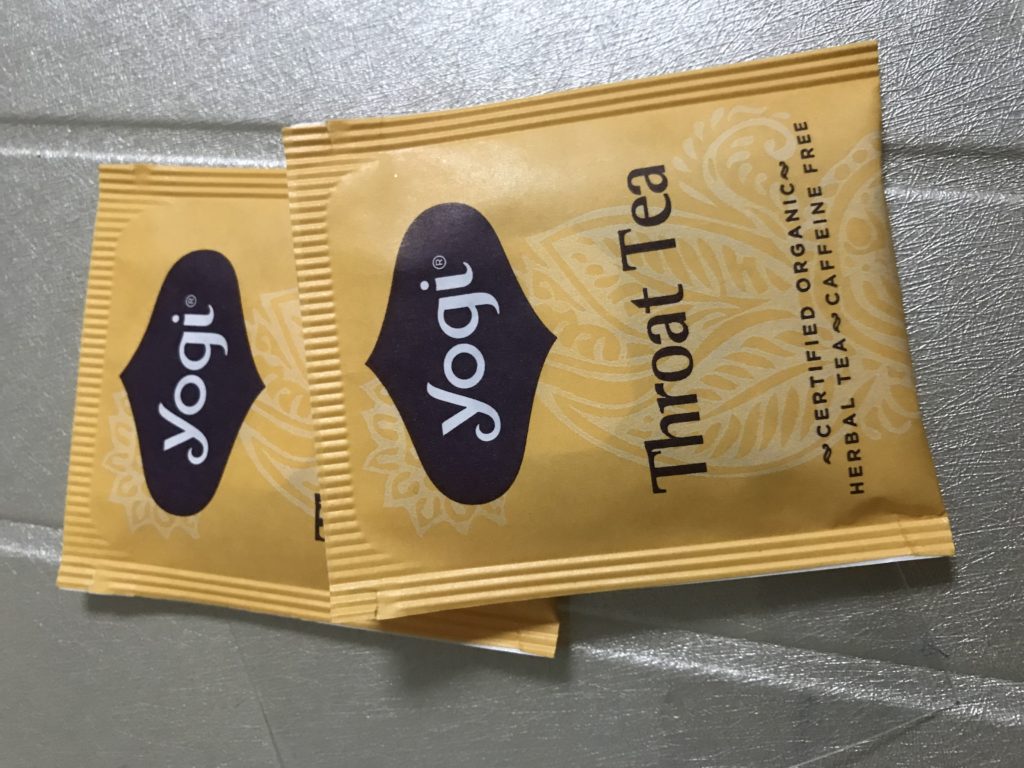 yogi®
T
yogi®
Throat Tea
~CERTIFIED ORGANIC~
HERBAL TEA~CAFFEINE FREE